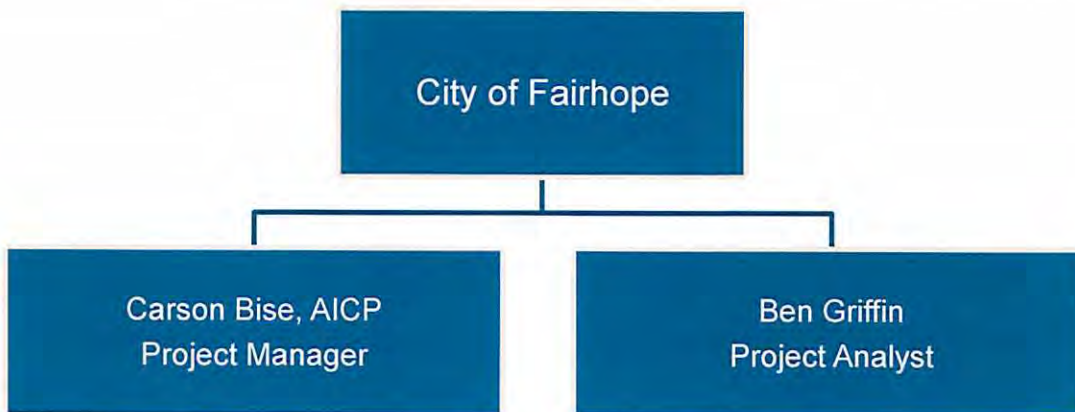 City of Fairhope
Carson Bise, AICP
Project Manager
Ben Griffin
Project Analyst